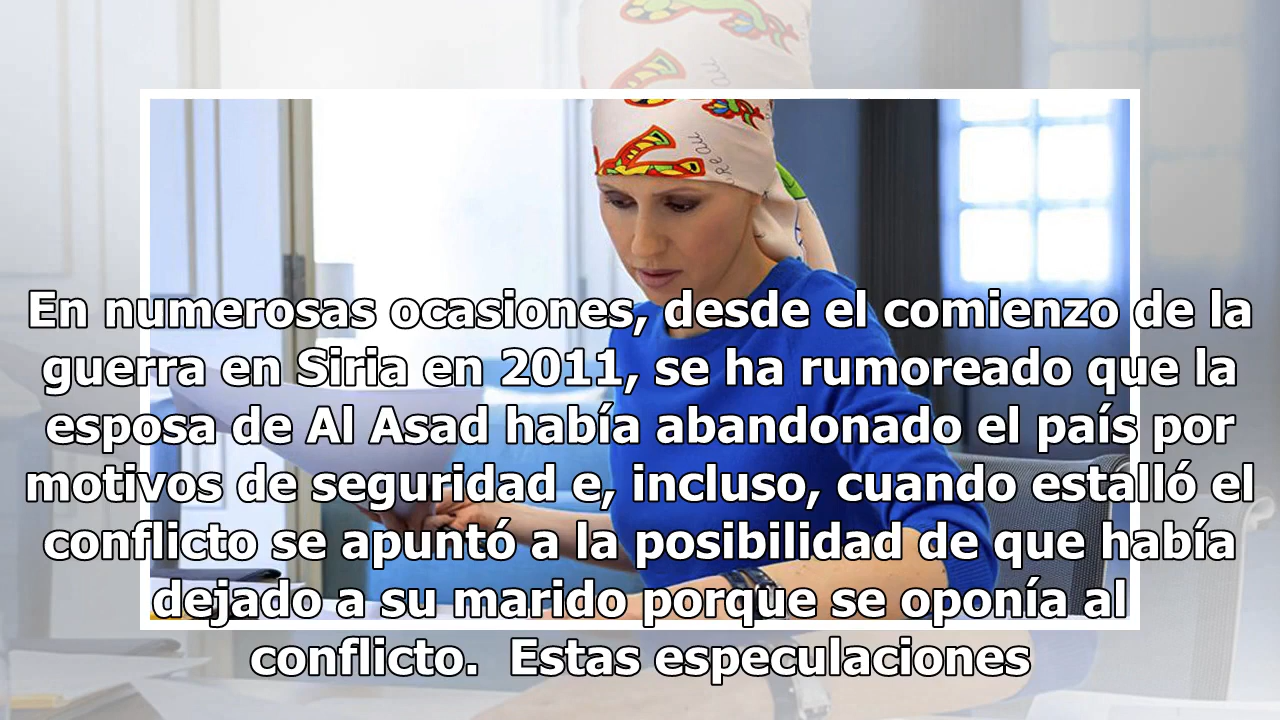 En numerosas ocasiones, desde el comienzo de la
guerra en Siria en 2011, se ha rumoreado que la
esposa de Al Asad había abandonado el país por
motivos de seguridad e, incluso, cuando estalló el
conflicto se apuntó a la posibilidad de que había
dejado a su marido porque se oponía al
conflicto.  Estas especulaciones